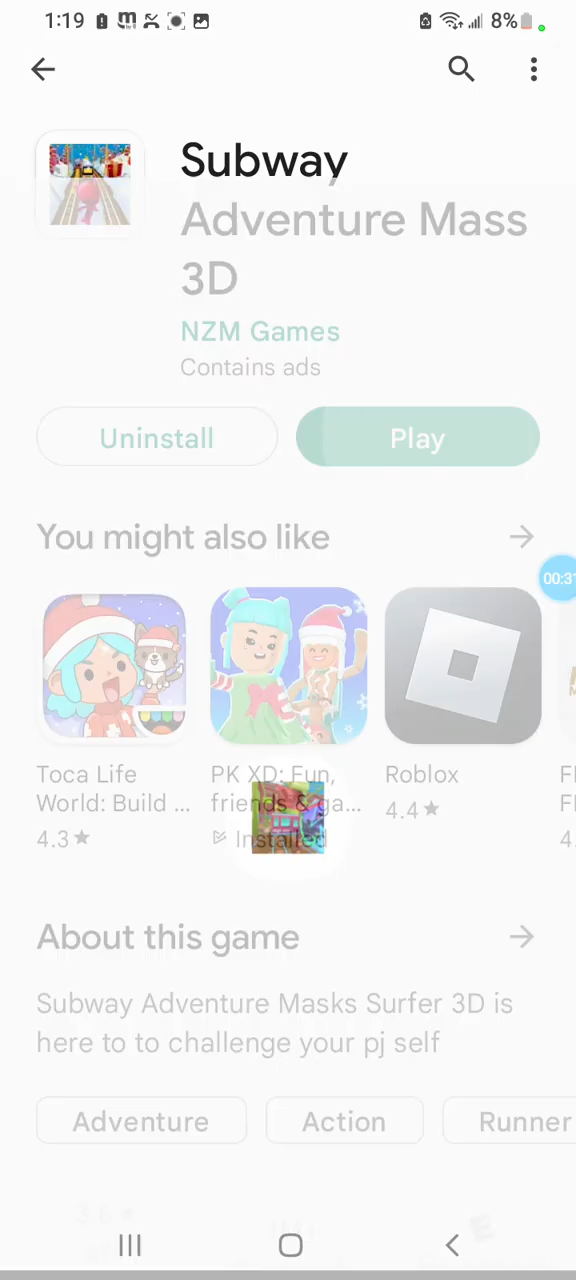 1:19
8%
Subway
Adventure Mass
3D
NZM Games
Contains ads
Uninstall
Play
You might also like
00:31
Toca Life
World: Build ...
4.3★
PK XD: Fun,
friends & ga...
Installed
Roblox
4.4★
About this game
Subway Adventure Masks Surfer 3D is
here to to challenge your pj self
Adventure
Action
Runner